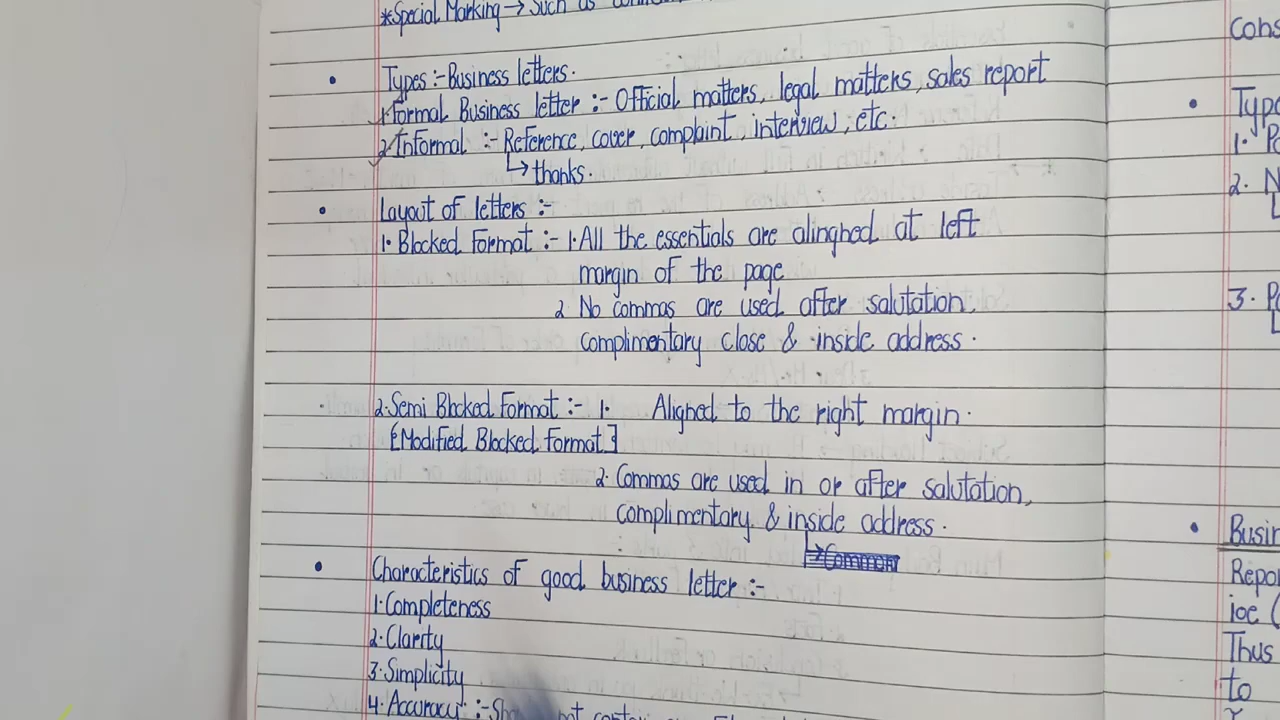 *Special Marking → Such as
• Types :- Business letters.
1. Formal Business letter :- Official matters, legal matters, sales report
2. Informal :- Reference, cover, complaint, interview, etc.
↳ thanks.
• Layout of letters :-
1. Blocked Format :- 1. All the essentials are alinghed at left
margin of the page
2 No commas are used after salutation,
complimentary close & inside address.
2. Semi Blocked Format :- 1. Aligned to the right margin.
[Modified Blocked Format]
2. Commas are used in or after salutation,
complimentary & inside address.
• Characteristics of good business letter :-
1. Completeness
2. Clarity
3. Simplicity
4. Accuracy :-
Cons
• Typ
1. P
2. N
3. P
• Busin
Repo
ioc (
Thus
to